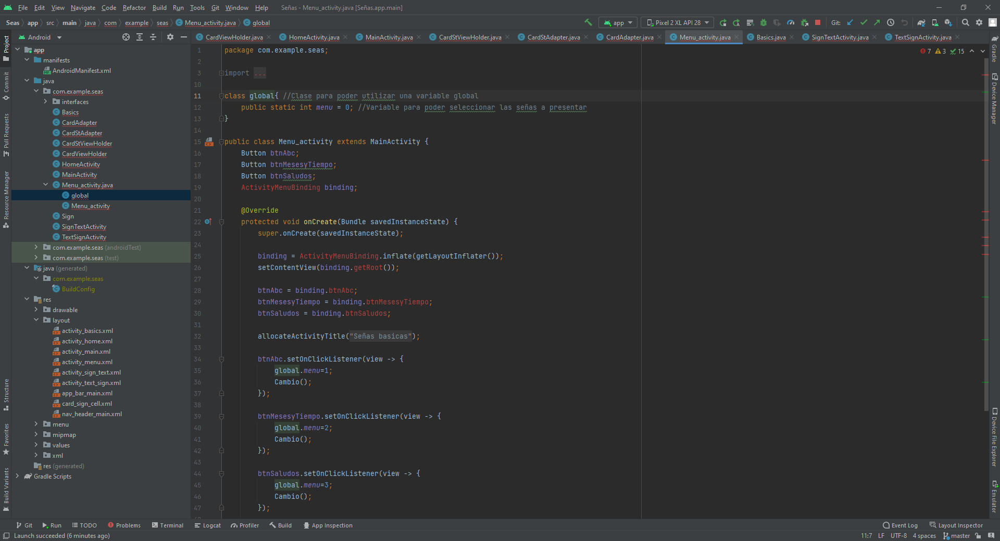 File Edit View Navigate Code Refactor Build Run Tools Git Window Help Señas - Menu_activity.java [Señas.app.main]
Seas app src main java com example seas Menu_activity.java global app Pixel 2 XL API 28 Git:
Android CardViewHolder.java HomeActivity.java MainActivity.java CardStViewHolder.java CardStAdapter.java CardAdapter.java Menu_activity.java Basics.java SignTextActivity.java TextSignActivity.java
Project
Commit
Pull Requests
Resource Manager
Structure
Favorites
Build Variants
app
manifests
AndroidManifest.xml
java
com.example.seas
interfaces
Basics
CardAdapter
CardStAdapter
CardStViewHolder
CardViewHolder
HomeActivity
MainActivity
Menu_activity.java
global
Menu_activity
Sign
SignTextActivity
TextSignActivity
com.example.seas (androidTest)
com.example.seas (test)
java (generated)
com.example.seas
BuildConfig
res
drawable
layout
activity_basics.xml
activity_home.xml
activity_main.xml
activity_menu.xml
activity_sign_text.xml
activity_text_sign.xml
app_bar_main.xml
card_sign_cell.xml
nav_header_main.xml
menu
mipmap
values
xml
res (generated)
Gradle Scripts
7 3 15
1 package com.example.seas;
2
3 import ...
10
11 class global{ //Clase para poder utilizar una variable global
12 public static int menu = 0; //Variable para poder seleccionar las señas a presentar
13 }
14
15 public class Menu_activity extends MainActivity {
16 Button btnAbc;
17 Button btnMesesyTiempo;
18 Button btnSaludos;
19 ActivityMenuBinding binding;
20
21 @Override
22 protected void onCreate(Bundle savedInstanceState) {
23 super.onCreate(savedInstanceState);
24
25 binding = ActivityMenuBinding.inflate(getLayoutInflater());
26 setContentView(binding.getRoot());
27
28 btnAbc = binding.btnAbc;
29 btnMesesyTiempo = binding.btnMesesyTiempo;
30 btnSaludos = binding.btnSaludos;
31
32 allocateActivityTitle("Señas basicas");
33
34 btnAbc.setOnClickListener(view -> {
35 global.menu=1;
36 Cambio();
37 });
38
39 btnMesesyTiempo.setOnClickListener(view -> {
40 global.menu=2;
41 Cambio();
42 });
43
44 btnSaludos.setOnClickListener(view -> {
45 global.menu=3;
46 Cambio();
47 });
Gradle
Device Manager
Device File Explorer
Emulator
Git Run TODO Problems Terminal Logcat Profiler Build App Inspection Event Log Layout Inspector
Launch succeeded (6 minutes ago) 11:7 LF UTF-8 4 spaces master